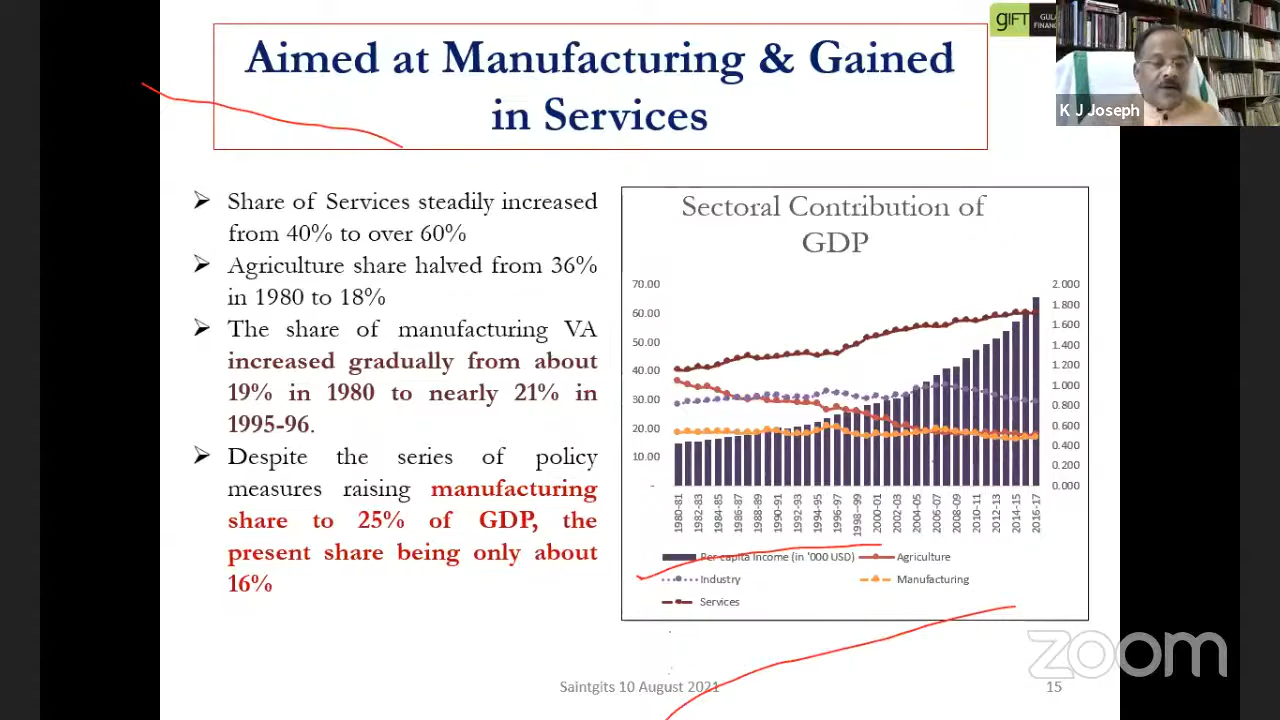 GIFT GULA
FINANC
K J Joseph
Aimed at Manufacturing & Gained
in Services
Share of Services steadily increased
from 40% to over 60%
Agriculture share halved from 36%
in 1980 to 18%
The share of manufacturing VA
increased gradually from about
19% in 1980 to nearly 21% in
1995-96.
Despite the series of policy
measures raising manufacturing
share to 25% of GDP, the
present share being only about
16%
Sectoral Contribution of
GDP
70.00
60.00
50.00
40.00
30.00
20.00
10.00
-
2.000
1.800
1.600
1.400
1.200
1.000
0.800
0.600
0.400
0.200
0.000
1980-81
1982-83
1984-85
1986-87
1988-89
1990-91
1992-93
1994-95
1996-97
1998--99
2000-01
2002-03
2004-05
2006-07
2008-09
2010-11
2012-13
2014-15
2016-17
Per capita Income (in '000 USD) Agriculture
Industry Manufacturing
Services
zoom
Saintgits 10 August 2021 15